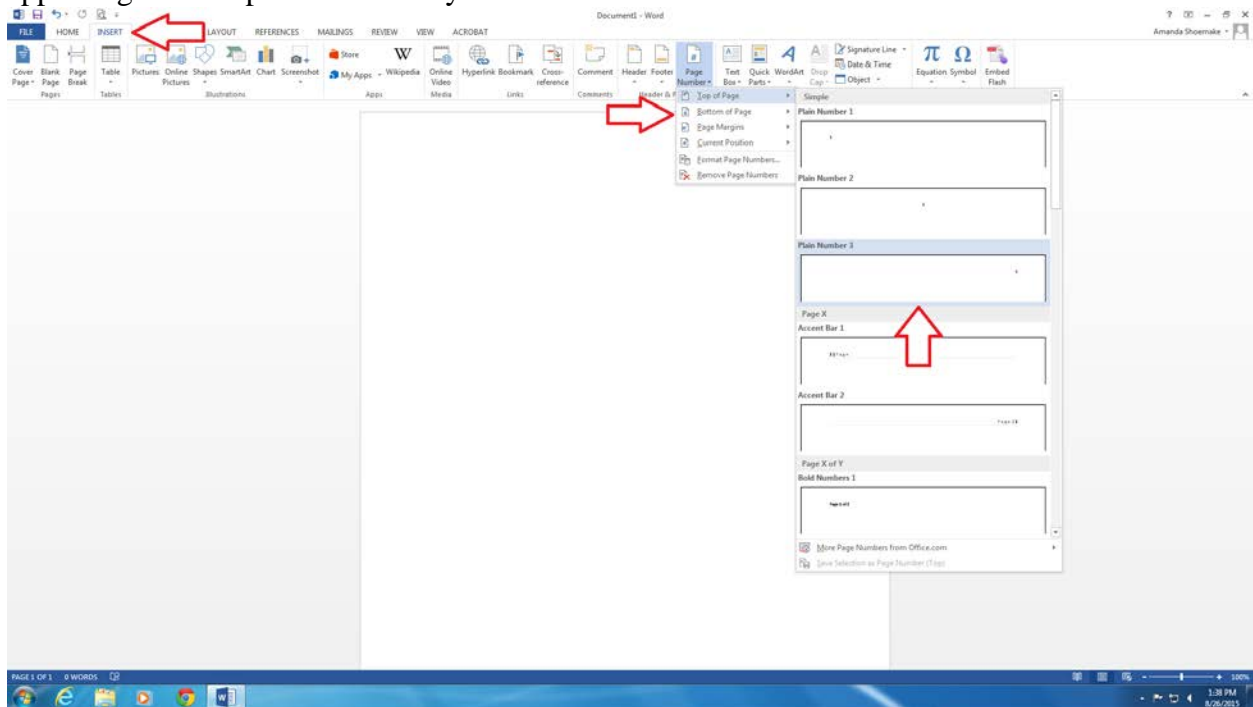 Document1 - Word
Amanda Shoemake
FILE HOME INSERT LAYOUT REFERENCES MAILINGS REVIEW VIEW ACROBAT
Cover Page Blank Page Page Break Table Pictures Online Pictures Shapes SmartArt Chart Screenshot Store My Apps Wikipedia Online Video Hyperlink Bookmark Cross-reference Comment Header Footer Page Number Text Box Quick Parts WordArt Drop Cap Signature Line Date & Time Object Equation Symbol Embed Flash
Pages Tables Illustrations Apps Media Links Comments Header & F
Top of Page
Bottom of Page
Page Margins
Current Position
Format Page Numbers...
Remove Page Numbers
Simple
Plain Number 1
Plain Number 2
Plain Number 3
Page X
Accent Bar 1
Accent Bar 2
Page X of Y
Bold Numbers 1
More Page Numbers from Office.com
Save Selection as Page Number (Top)
PAGE 1 OF 1 0 WORDS 100%
1:38 PM
8/26/2015